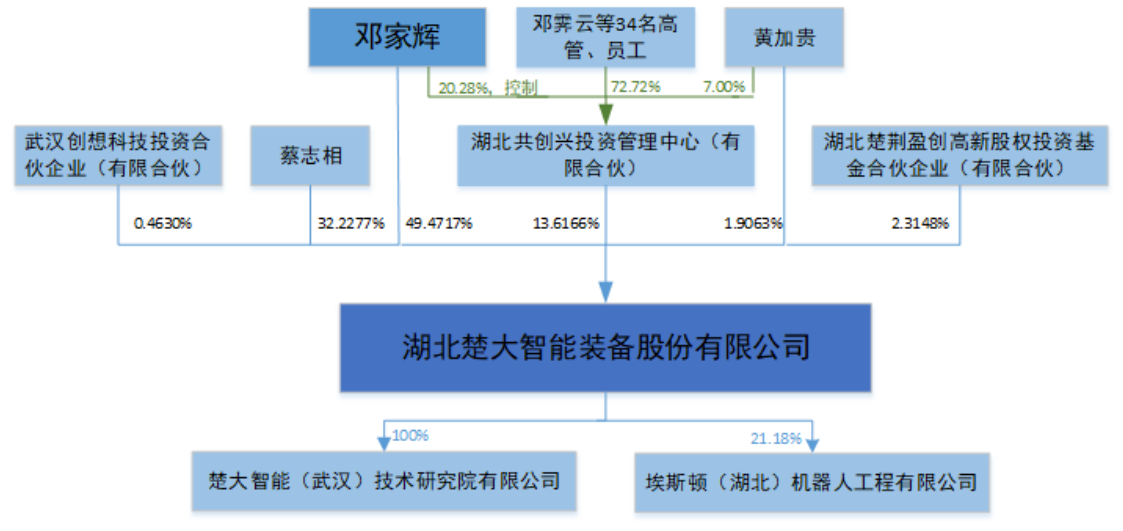 邓家辉
邓霁云等34名高
管、员工
黄加贵
20.28%，控制
72.72%
7.00%
武汉创想科技投资合
伙企业（有限合伙）
蔡志相
湖北共创兴投资管理中心（有
限合伙）
湖北楚荆盈创高新股权投资基
金合伙企业（有限合伙）
0.4630%
32.2277%
49.4717%
13.6166%
1.9063%
2.3148%
湖北楚大智能装备股份有限公司
100%
21.18%
楚大智能（武汉）技术研究院有限公司
埃斯顿（湖北）机器人工程有限公司